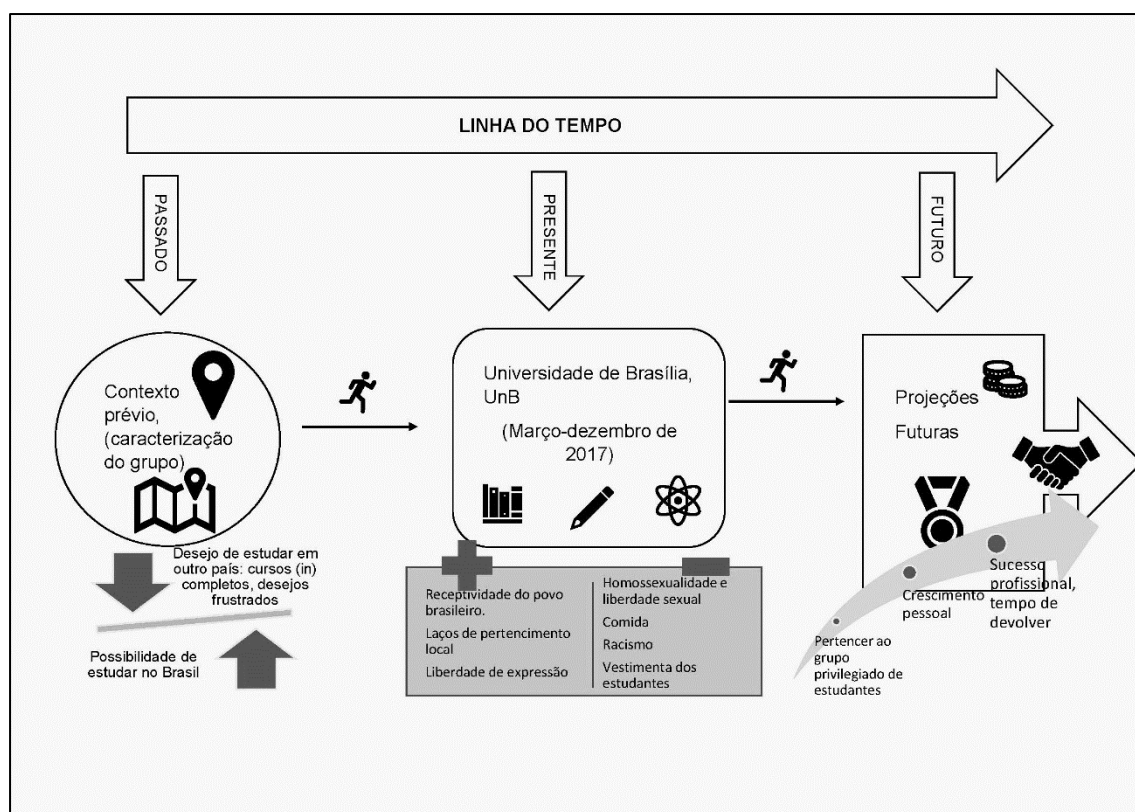 LINHA DO TEMPO
PASSADO
PRESENTE
FUTURO
Contexto
prévio,
(caracterização
do grupo)
Desejo de estudar em
outro país: cursos (in)
completos, desejos
frustrados
Possibilidade de
estudar no Brasil
Universidade de Brasília,
UnB
(Março-dezembro de
2017)
Receptividade do povo
brasileiro.
Laços de pertencimento
local
Liberdade de expressão
Homossexualidade e
liberdade sexual
Comida
Racismo
Vestimenta dos
estudantes
Projeções
Futuras
Pertencer ao
grupo
privilegiado de
estudantes
Crescimento
pessoal
Sucesso
profissional,
tempo de
devolver